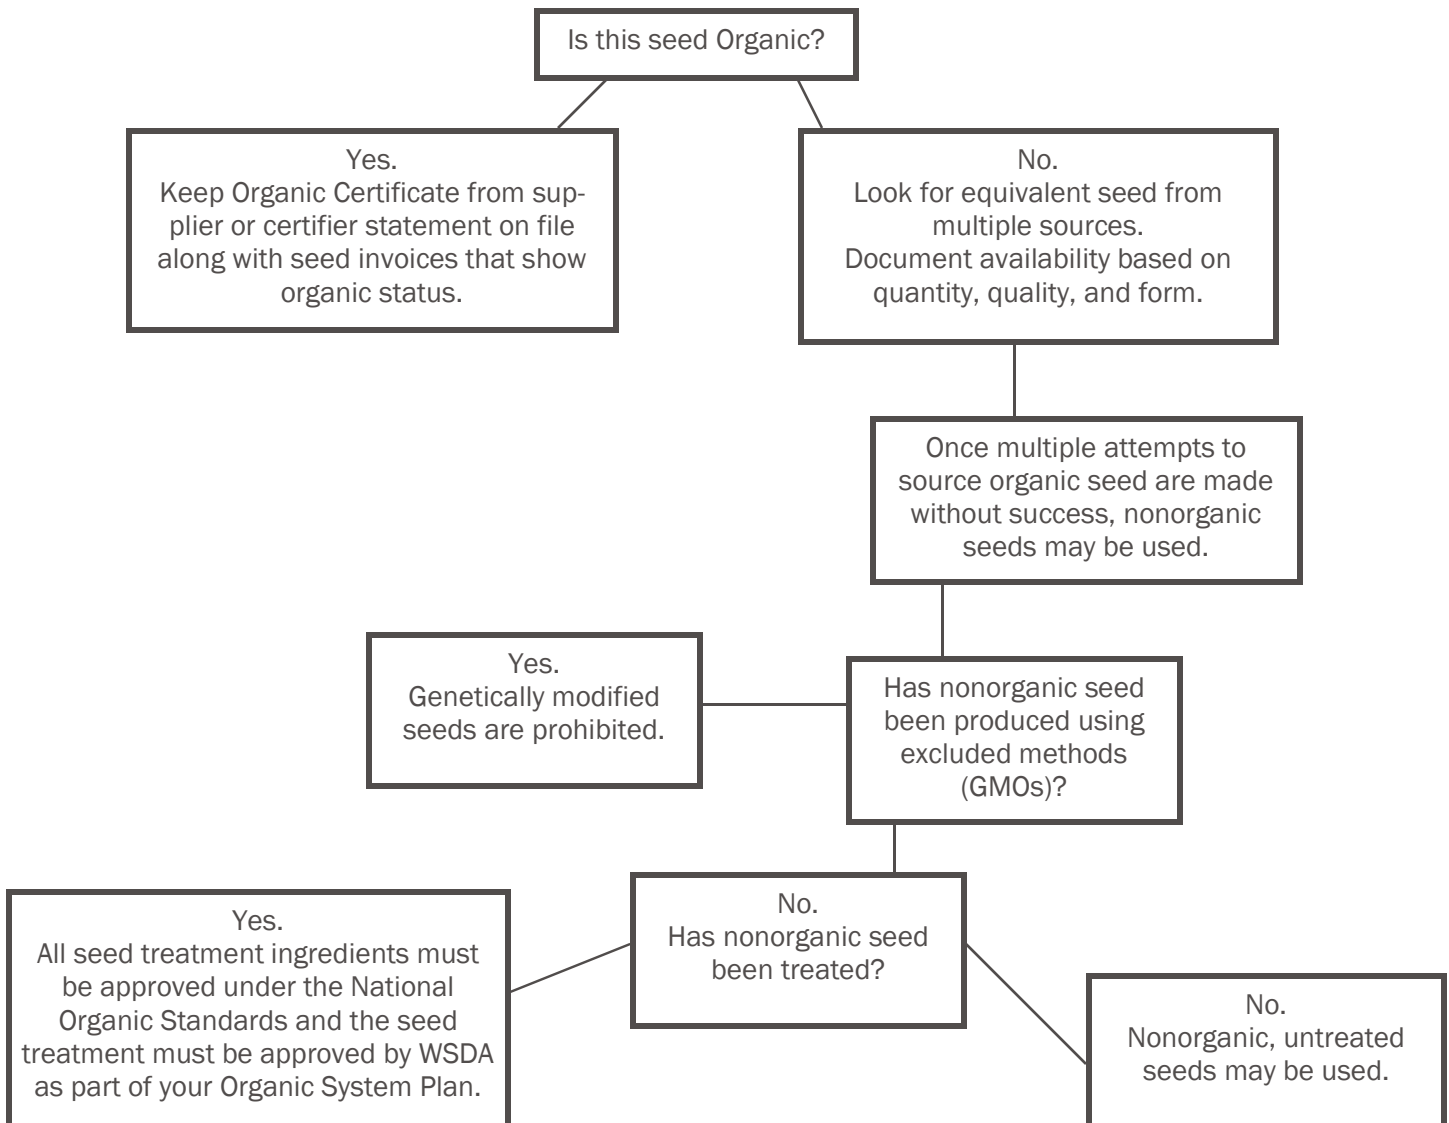 Is this seed Organic?
Yes.
Keep Organic Certificate from sup-
plier or certifier statement on file
along with seed invoices that show
organic status.
No.
Look for equivalent seed from
multiple sources.
Document availability based on
quantity, quality, and form.
Once multiple attempts to
source organic seed are made
without success, nonorganic
seeds may be used.
Yes.
Genetically modified
seeds are prohibited.
Has nonorganic seed
been produced using
excluded methods
(GMOs)?
Yes.
All seed treatment ingredients must
be approved under the National
Organic Standards and the seed
treatment must be approved by WSDA
as part of your Organic System Plan.
No.
Has nonorganic seed
been treated?
No.
Nonorganic, untreated
seeds may be used.